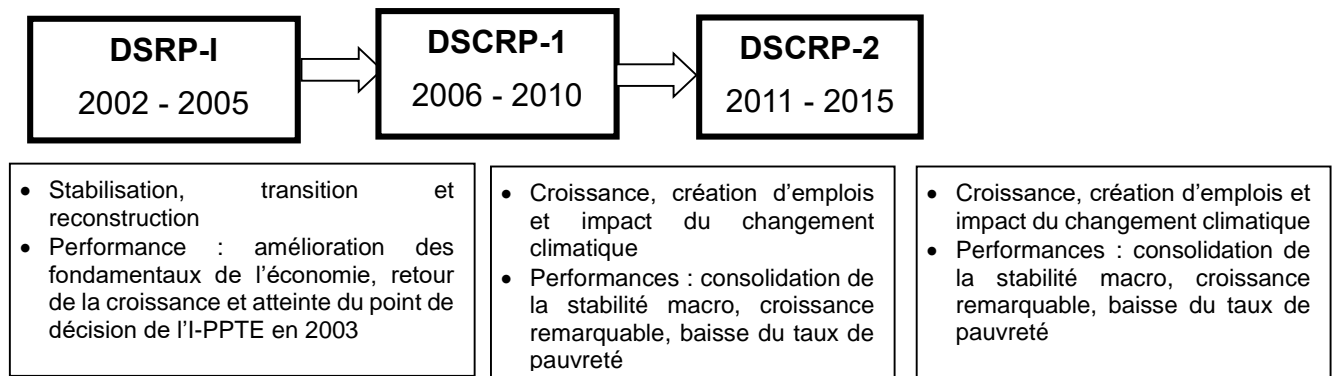 DSRP-I
2002 - 2005
DSCRP-1
2006 - 2010
DSCRP-2
2011 - 2015
• Stabilisation, transition et
reconstruction
• Performance : amélioration des
fondamentaux de l’économie, retour
de la croissance et atteinte du point de
décision de l’I-PPTE en 2003
• Croissance, création d’emplois
et impact du changement
climatique
• Performances : consolidation de
la stabilité macro, croissance
remarquable, baisse du taux de
pauvreté
• Croissance, création d’emplois et
impact du changement climatique
• Performances : consolidation de
la stabilité macro, croissance
remarquable, baisse du taux de
pauvreté